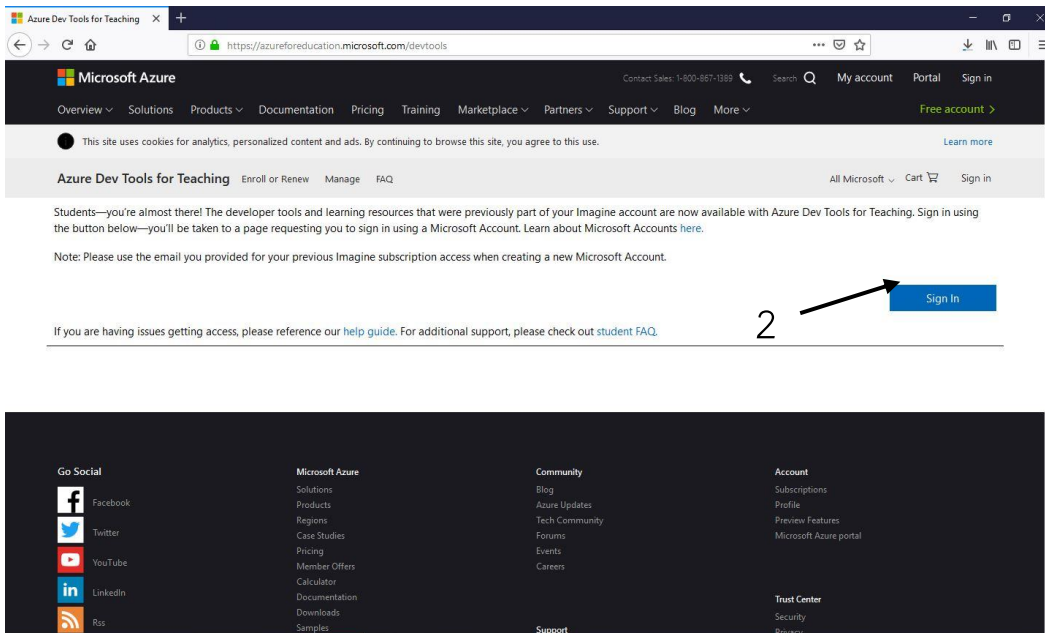 Azure Dev Tools for Teaching
https://azureforeducation.microsoft.com/devtools
Microsoft Azure
Contact Sales: 1-800-867-1389
Search
My account
Portal
Sign in
Overview Solutions Products Documentation Pricing Training Marketplace Partners Support Blog More
Free account >
This site uses cookies for analytics, personalized content and ads. By continuing to browse this site, you agree to this use.
Learn more
Azure Dev Tools for Teaching Enroll or Renew Manage FAQ
All Microsoft Cart Sign in
Students—you're almost there! The developer tools and learning resources that were previously part of your Imagine account are now available with Azure Dev Tools for Teaching. Sign in using
the button below—you'll be taken to a page requesting you to sign in using a Microsoft Account. Learn about Microsoft Accounts here.
Note: Please use the email you provided for your previous Imagine subscription access when creating a new Microsoft Account.
Sign In
2
If you are having issues getting access, please reference our help guide. For additional support, please check out student FAQ.
Go Social
Facebook
Twitter
YouTube
LinkedIn
Rss
Microsoft Azure
Solutions
Products
Regions
Case Studies
Pricing
Member Offers
Calculator
Documentation
Downloads
Samples
Community
Blog
Azure Updates
Tech Community
Forums
Events
Careers
Support
Account
Subscriptions
Profile
Preview Features
Microsoft Azure portal
Trust Center
Security
Privacy